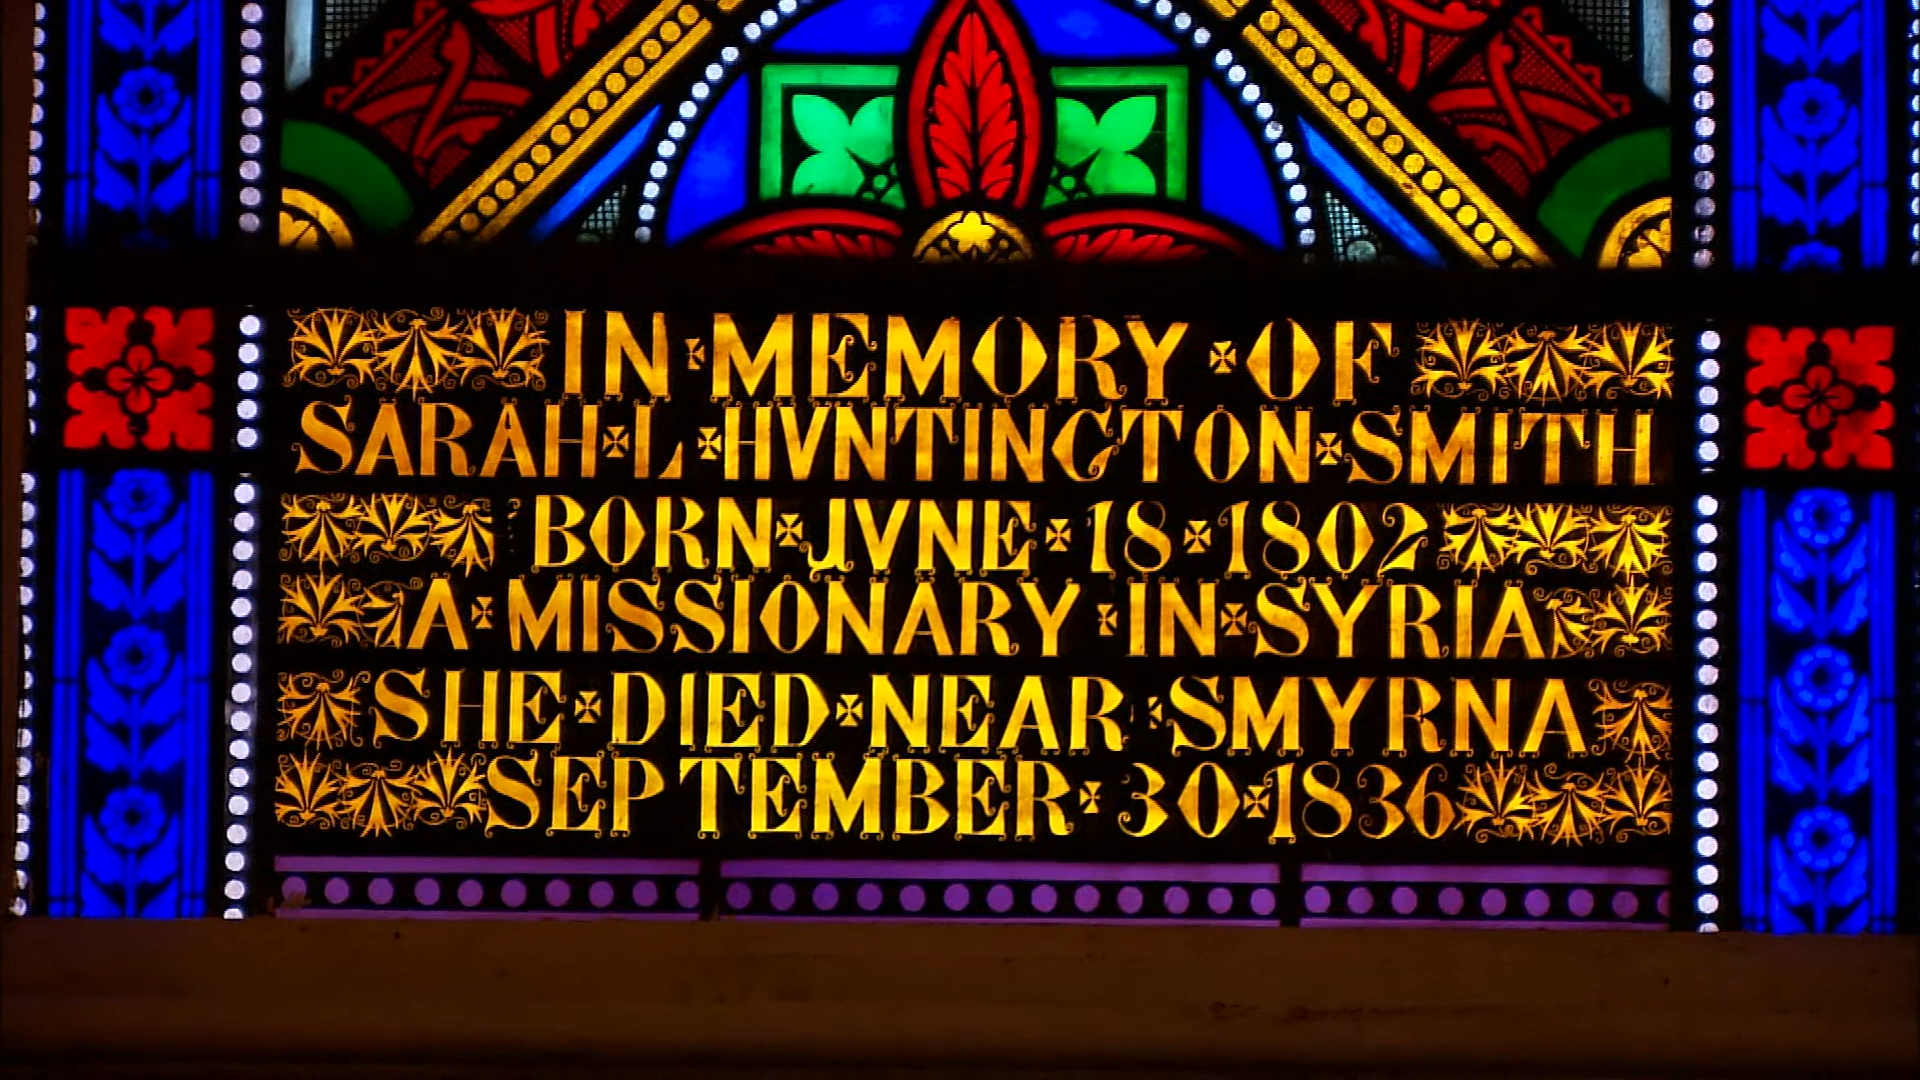 IN MEMORY OF
SARAH L HVNTINGTON SMITH
BORN JVNE 18 1802
A MISSIONARY IN SYRIA
SHE DIED NEAR SMYRNA
SEPTEMBER 30 1836